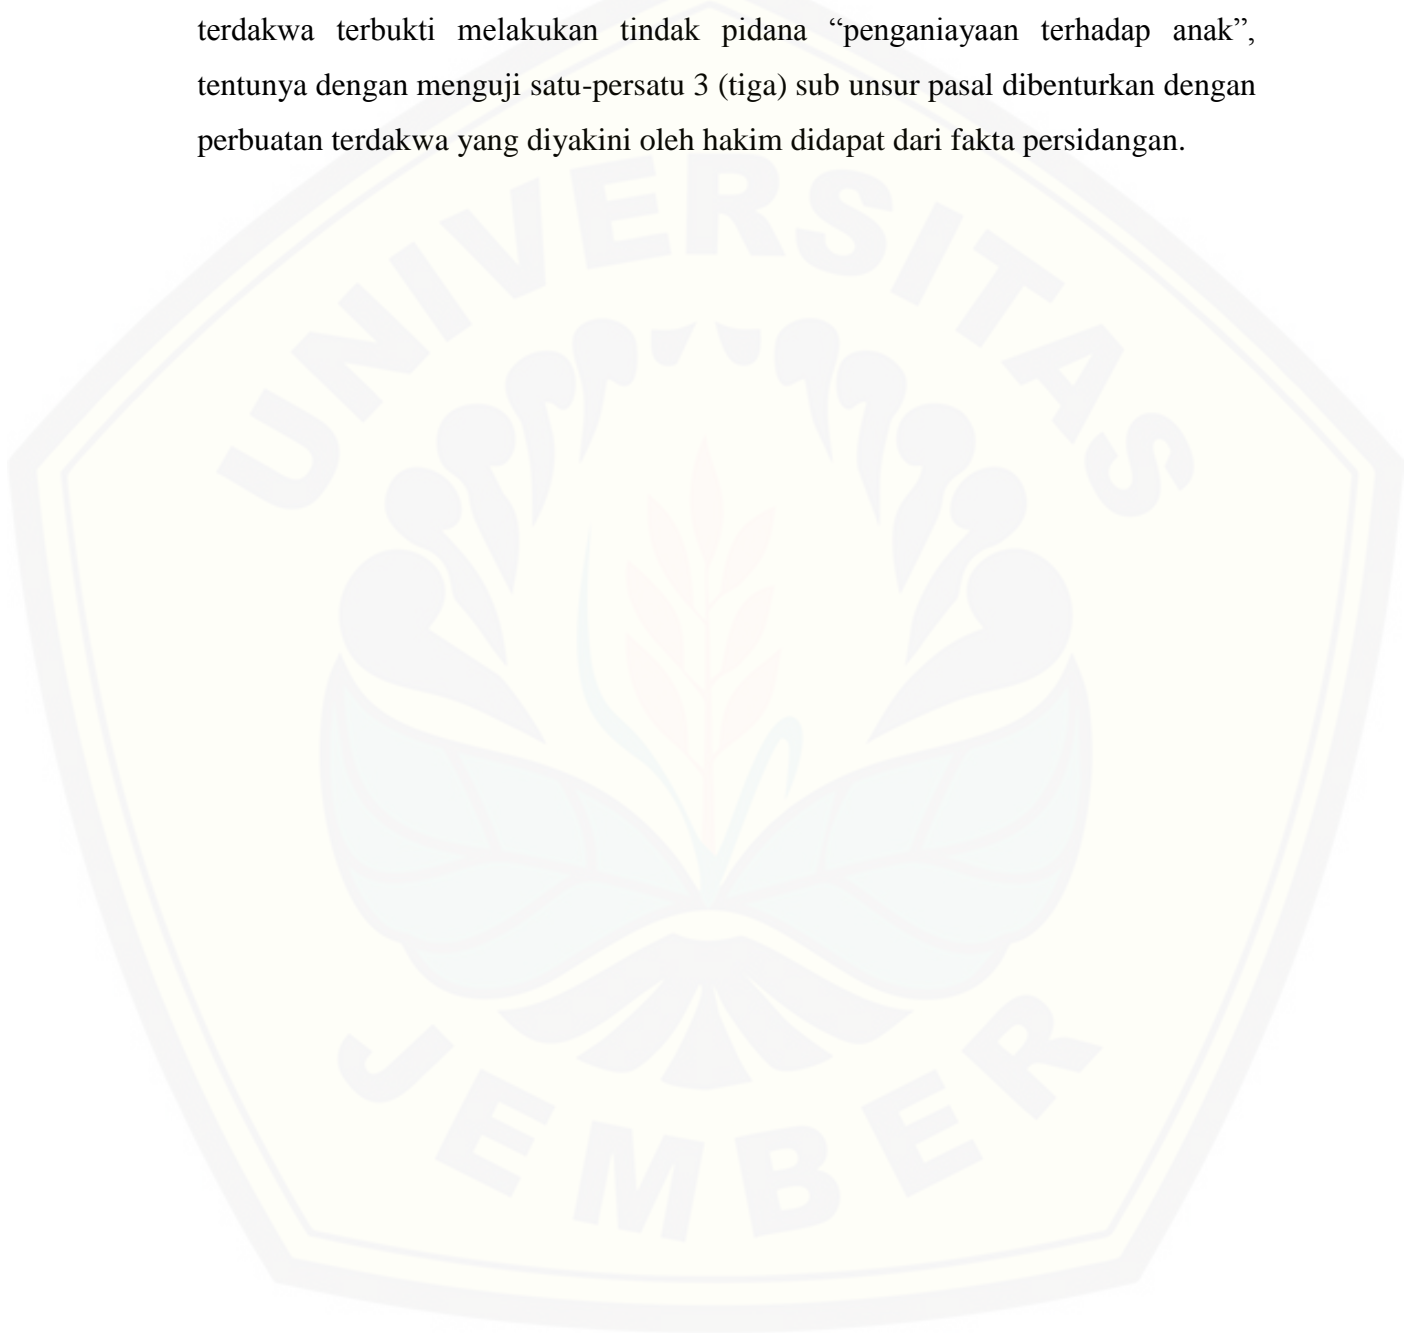 terdakwa terbukti melakukan tindak pidana “penganiayaan terhadap anak”,
tentunya dengan menguji satu-persatu 3 (tiga) sub unsur pasal dibenturkan dengan
perbuatan terdakwa yang diyakini oleh hakim didapat dari fakta persidangan.
UNIVERSITAS
JEMBER